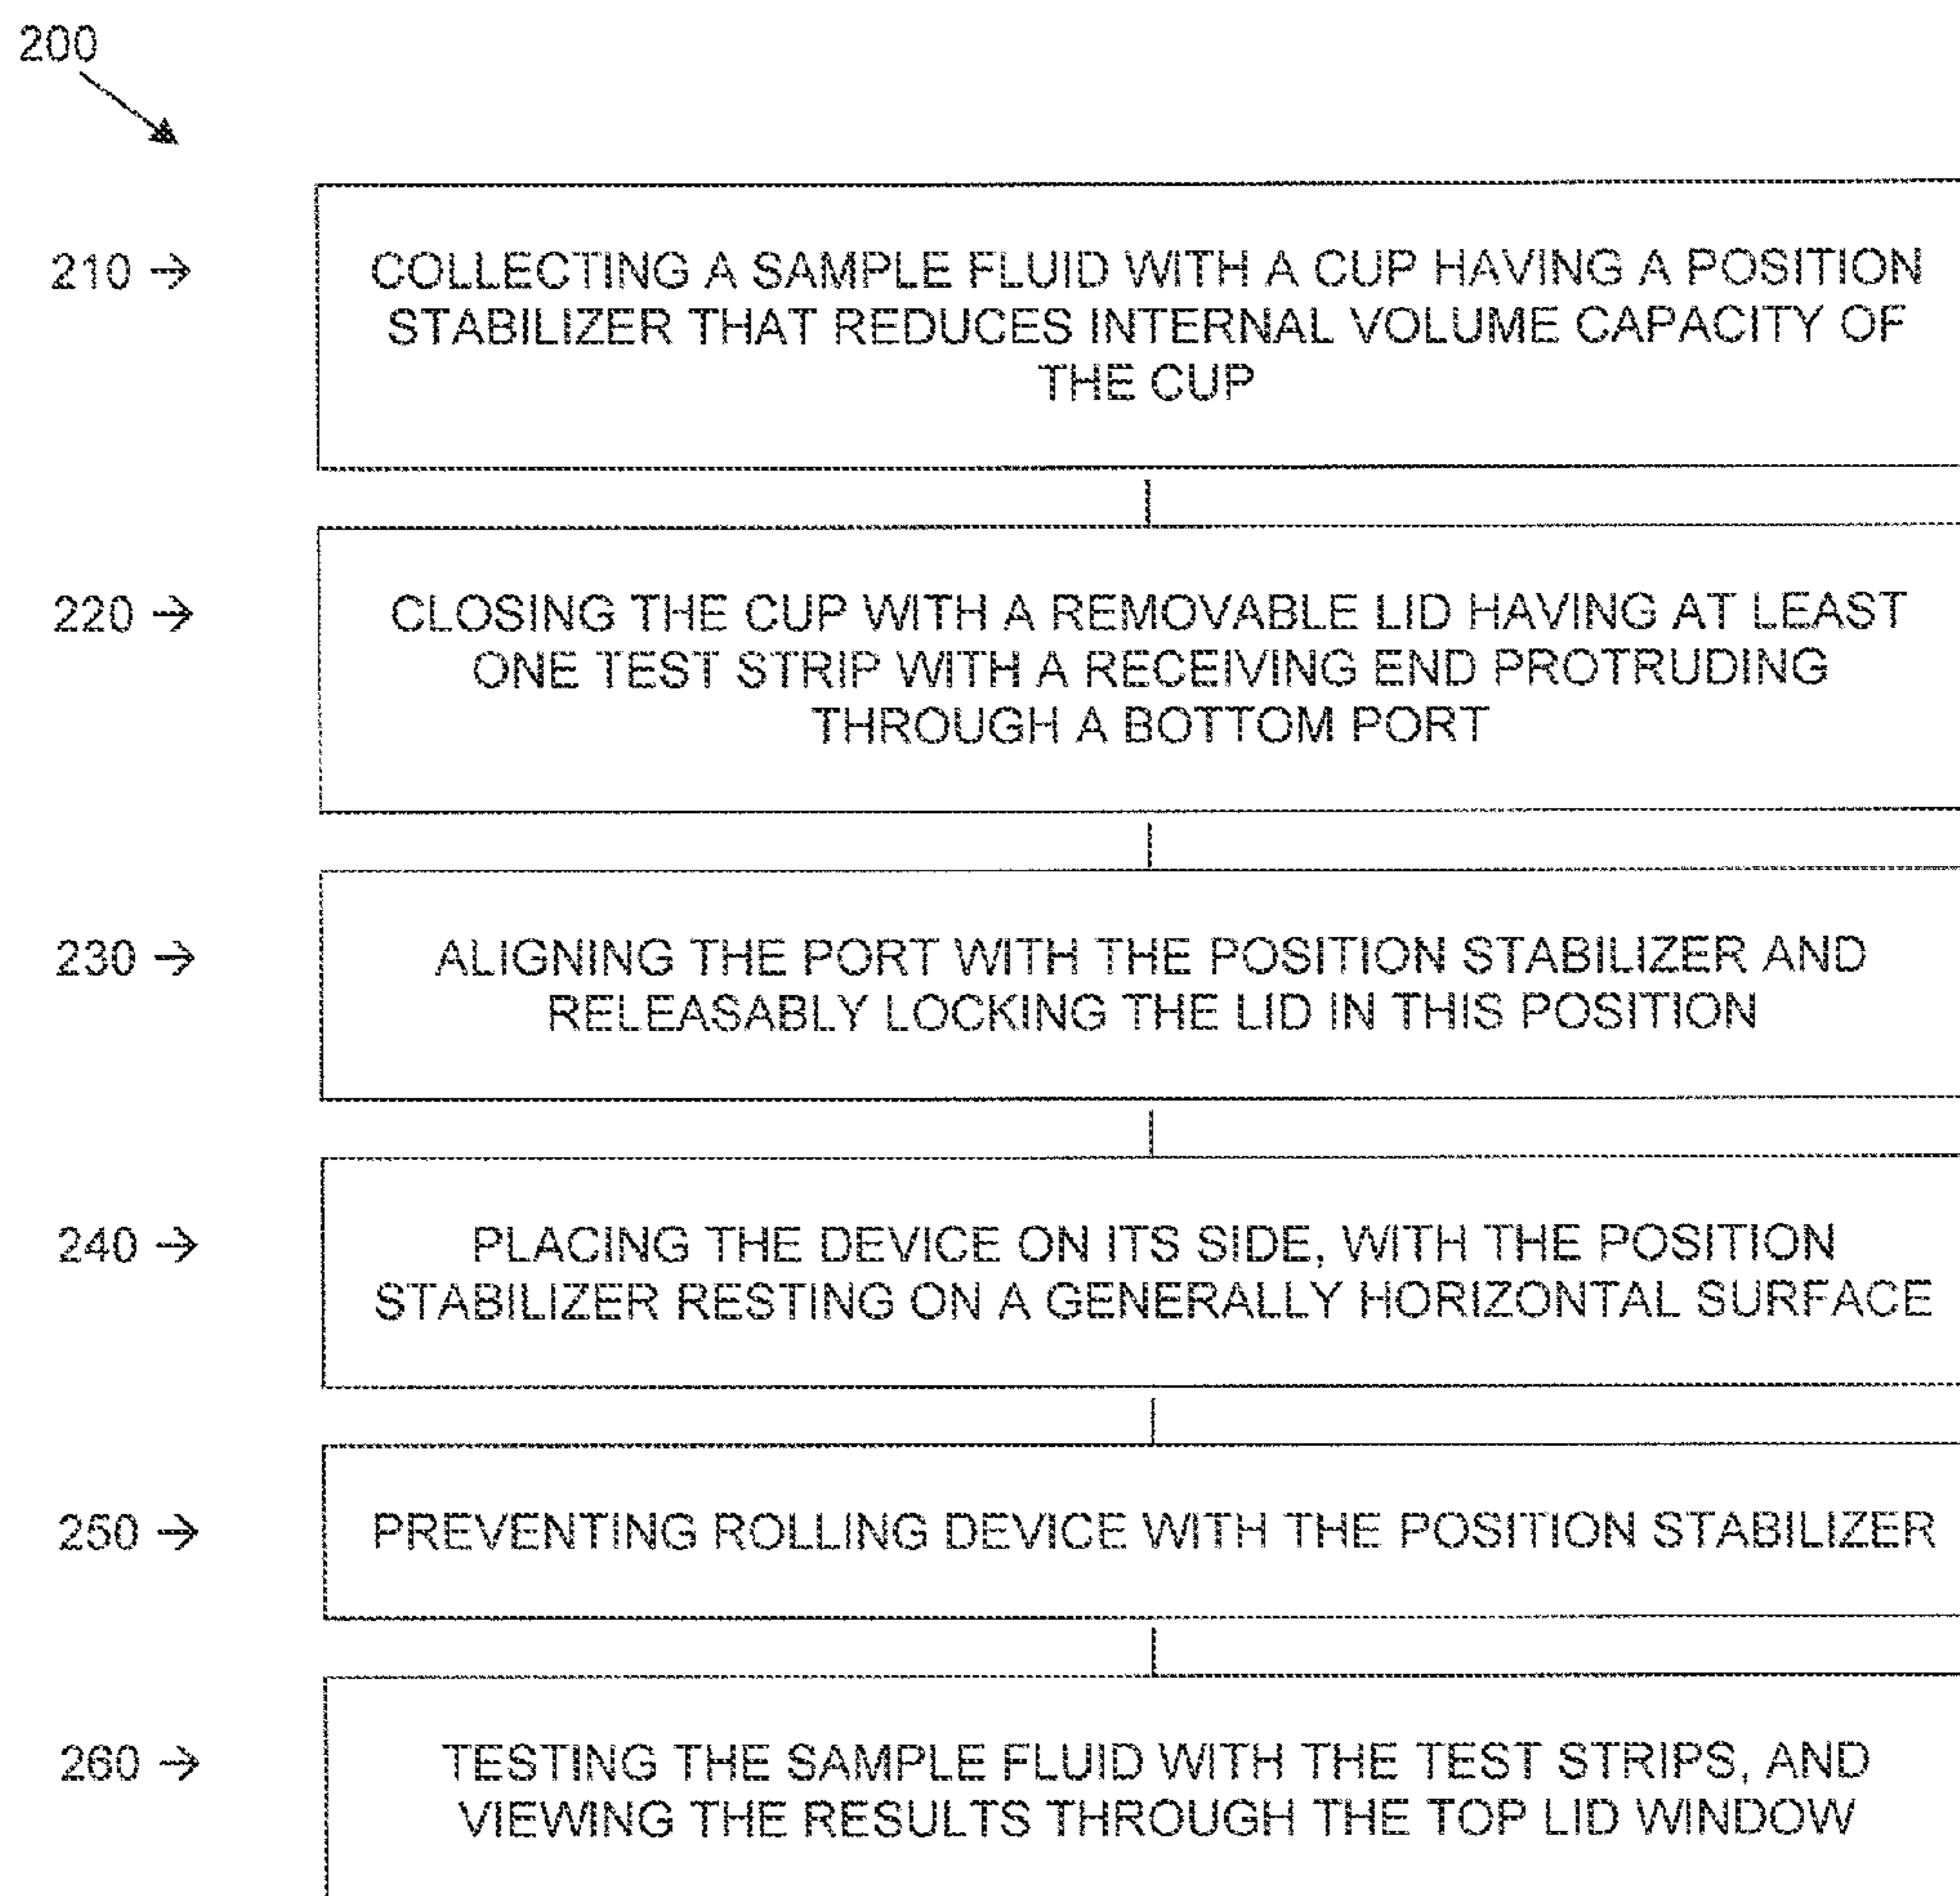 200
210 → COLLECTING A SAMPLE FLUID WITH A CUP HAVING A POSITION
STABILIZER THAT REDUCES INTERNAL VOLUME CAPACITY OF
THE CUP
220 → CLOSING THE CUP WITH A REMOVABLE LID HAVING AT LEAST
ONE TEST STRIP WITH A RECEIVING END PROTRUDING
THROUGH A BOTTOM PORT
230 → ALIGNING THE PORT WITH THE POSITION STABILIZER AND
RELEASABLY LOCKING THE LID IN THIS POSITION
240 → PLACING THE DEVICE ON ITS SIDE, WITH THE POSITION
STABILIZER RESTING ON A GENERALLY HORIZONTAL SURFACE
250 → PREVENTING ROLLING DEVICE WITH THE POSITION STABILIZER
260 → TESTING THE SAMPLE FLUID WITH THE TEST STRIPS, AND
VIEWING THE RESULTS THROUGH THE TOP LID WINDOW